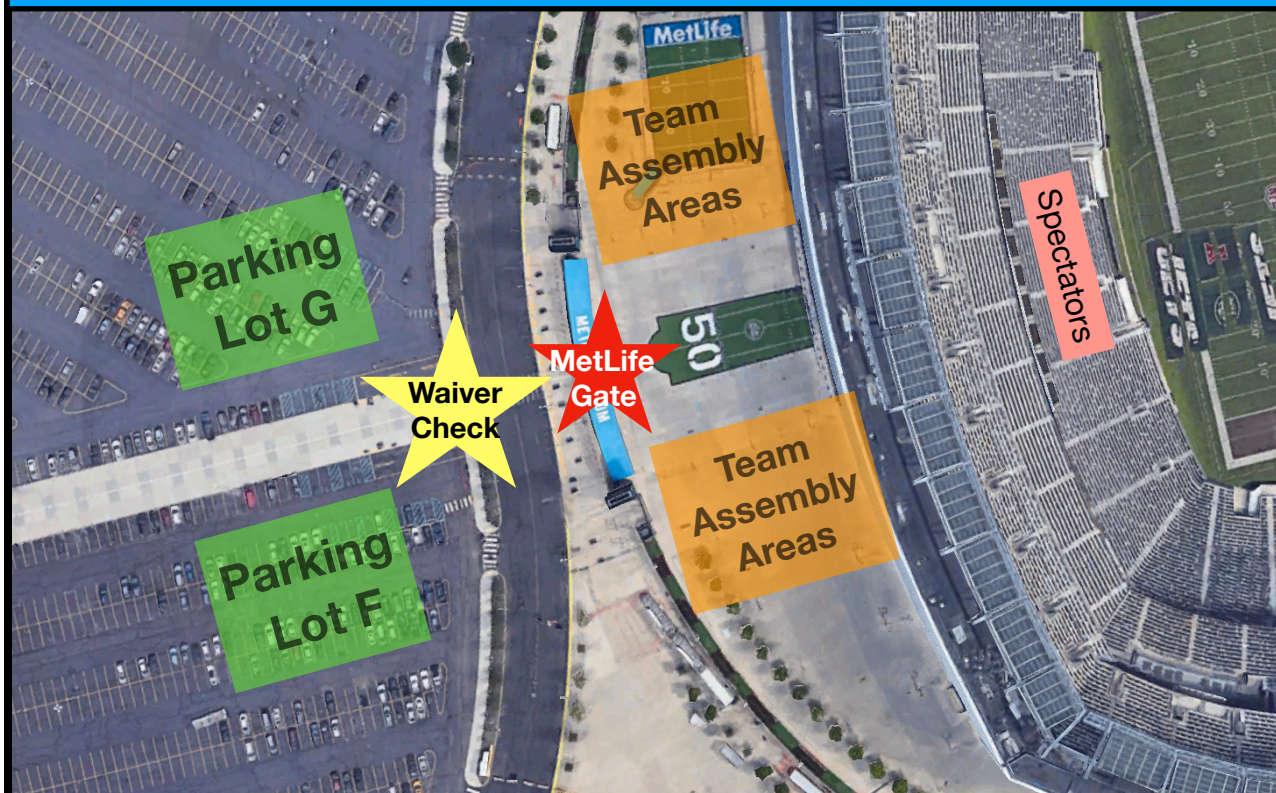 MetLife
Team
Assembly
Areas
Parking
Lot G
Spectators
50
MetLife
Gate
Waiver
Check
Team
Assembly
Areas
Parking
Lot F